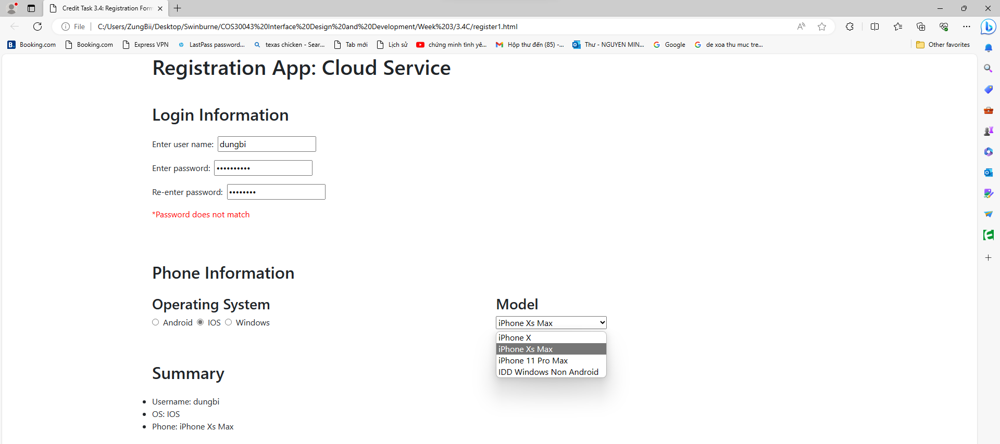 Credit Task 3.4: Registration Form
File
C:/Users/ZungBii/Desktop/Swinburne/COS30043%20Interface%20Design%20and%20Development/Week%203/3.4C/register1.html
Booking.com Booking.com Express VPN LastPass password... texas chicken - Sear... Tab mới Lịch sử chứng minh tình yê... Hộp thư đến (85) -... Thư - NGUYEN MIN... Google de xoa thu muc tre... Other favorites
Registration App: Cloud Service
Login Information
Enter user name: dungbi
Enter password: ••••••••••
Re-enter password: ••••••••
*Password does not match
Phone Information
Operating System
Android IOS Windows
Model
iPhone Xs Max
iPhone X
iPhone Xs Max
iPhone 11 Pro Max
IDD Windows Non Android
Summary
• Username: dungbi
• OS: IOS
• Phone: iPhone Xs Max